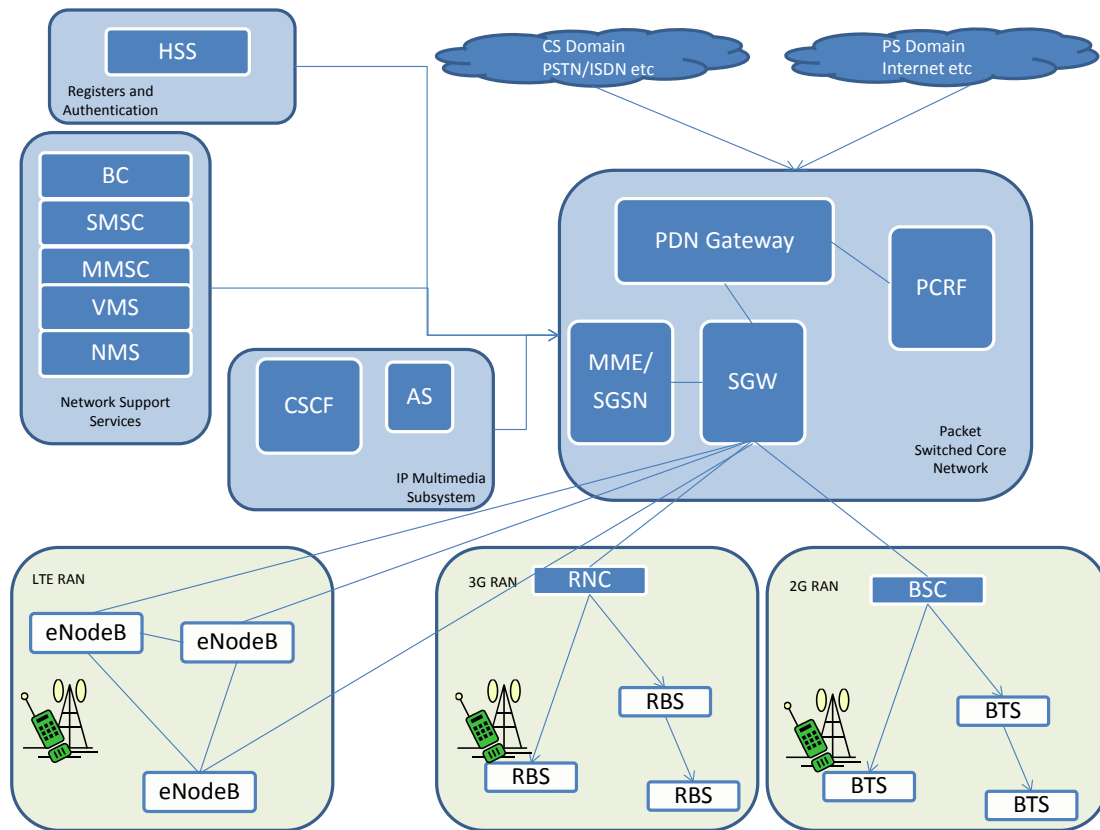 HSS
Registers and
Authentication
CS Domain
PSTN/ISDN etc
PS Domain
Internet etc
BC
SMSC
MMSC
VMS
NMS
Network Support
Services
CSCF
AS
IP Multimedia
Subsystem
PDN Gateway
PCRF
MME/
SGSN
SGW
Packet
Switched Core
Network
LTE RAN
eNodeB
eNodeB
eNodeB
3G RAN
RNC
RBS
RBS
RBS
2G RAN
BSC
BTS
BTS
BTS